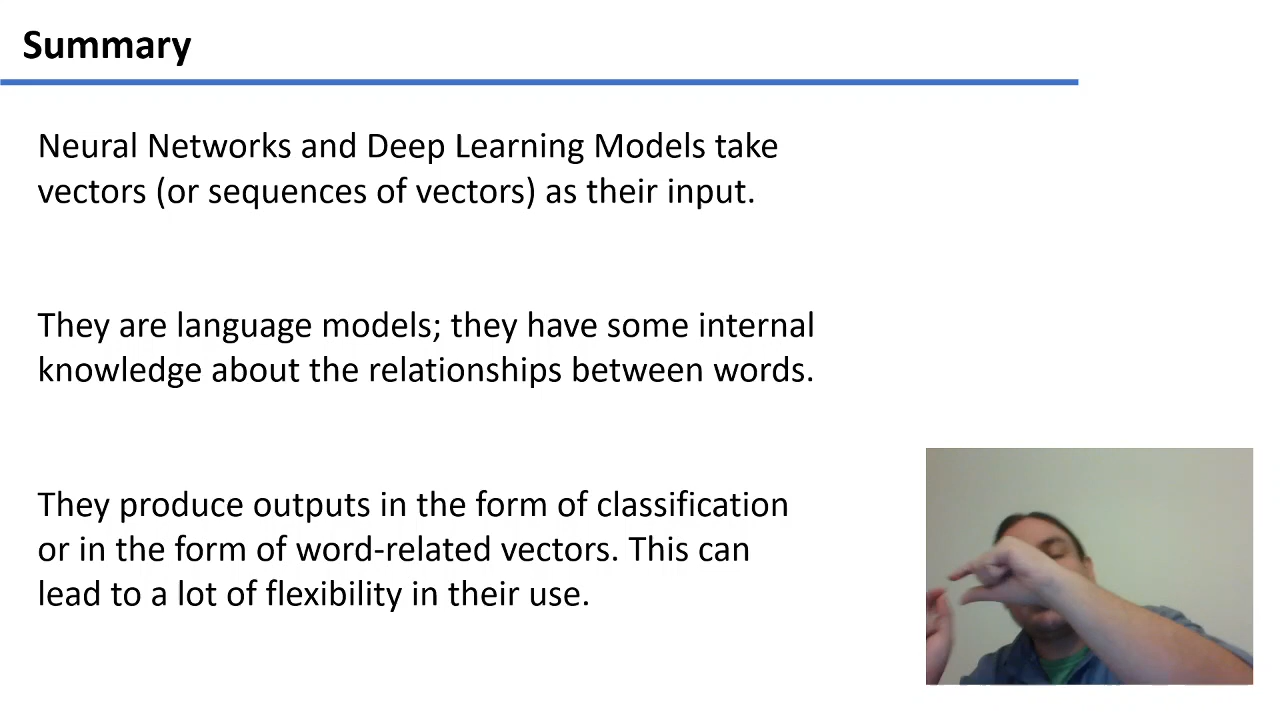 Summary
Neural Networks and Deep Learning Models take
vectors (or sequences of vectors) as their input.
They are language models; they have some internal
knowledge about the relationships between words.
They produce outputs in the form of classification
or in the form of word-related vectors. This can
lead to a lot of flexibility in their use.